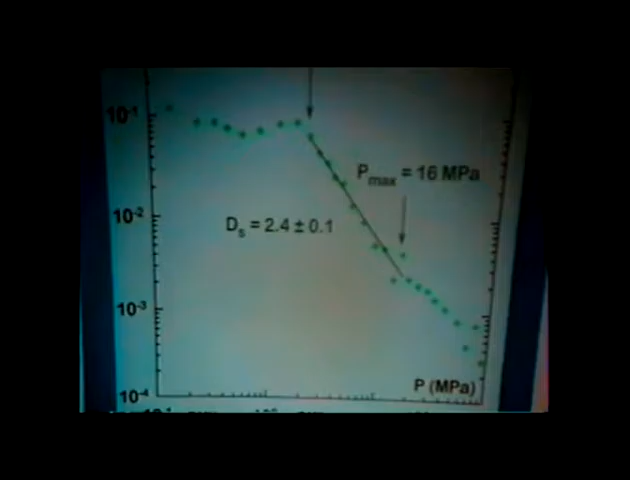 10⁻¹
P_max = 16 MPa
10⁻²
D_s = 2.4 ± 0.1
10⁻³
P (MPa)
10⁻⁴